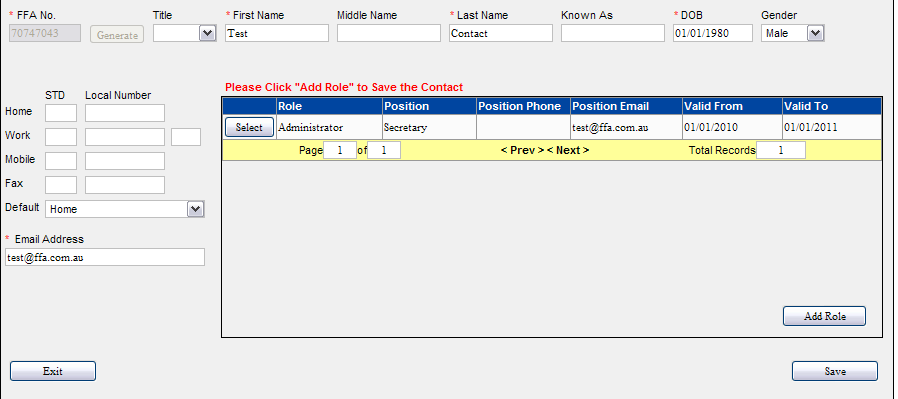 * FFA No. Title * First Name Middle Name * Last Name Known As * DOB Gender
70747043 Generate Test Contact 01/01/1980 Male
Please Click "Add Role" to Save the Contact
STD Local Number
Home
Work
Mobile
Fax
Default Home
* Email Address
test@ffa.com.au
Role Position Position Phone Position Email Valid From Valid To
Select Administrator Secretary test@ffa.com.au 01/01/2010 01/01/2011
Page 1 of 1 < Prev > < Next > Total Records 1
Add Role
Exit Save